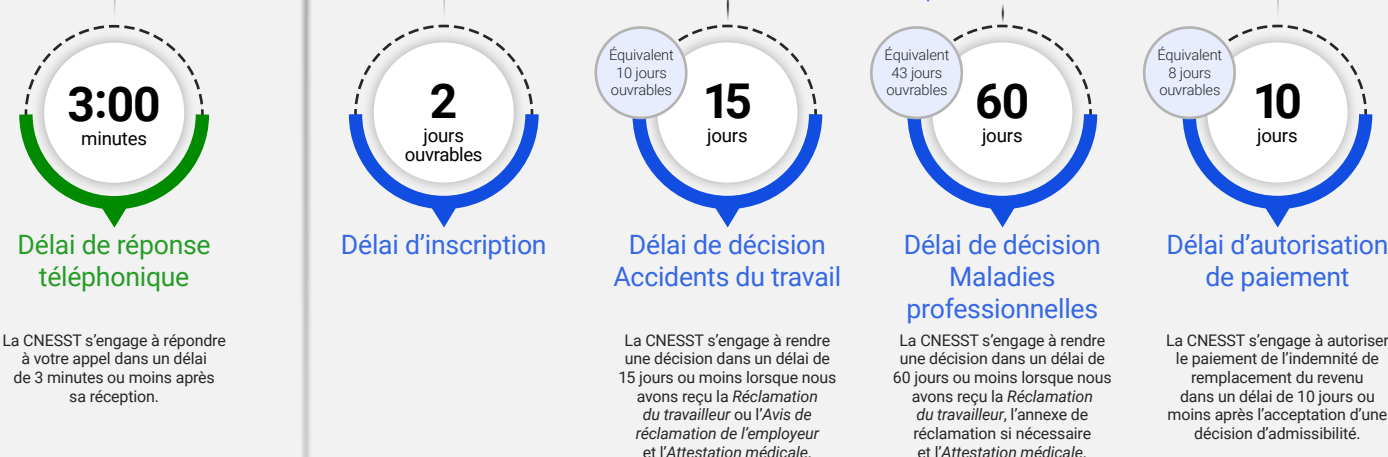 3:00
minutes
Délai de réponse
téléphonique
La CNESST s’engage à répondre
à votre appel dans un délai
de 3 minutes ou moins après
sa réception.
2
jours
ouvrables
Délai d’inscription
Équivalent
10 jours
ouvrables
15
jours
Délai de décision
Accidents du travail
La CNESST s’engage à rendre
une décision dans un délai de
15 jours ou moins lorsque nous
avons reçu la Réclamation
du travailleur ou l’Avis de
réclamation de l’employeur
et l’Attestation médicale.
Équivalent
43 jours
ouvrables
60
jours
Délai de décision
Maladies
professionnelles
La CNESST s’engage à rendre
une décision dans un délai de
60 jours ou moins lorsque nous
avons reçu la Réclamation
du travailleur, l’annexe de
réclamation si nécessaire
et l’Attestation médicale.
Équivalent
8 jours
ouvrables
10
jours
Délai d’autorisation
de paiement
La CNESST s’engage à autoriser
le paiement de l’indemnité de
remplacement du revenu
dans un délai de 10 jours ou
moins après l’acceptation d’une
décision d’admissibilité.